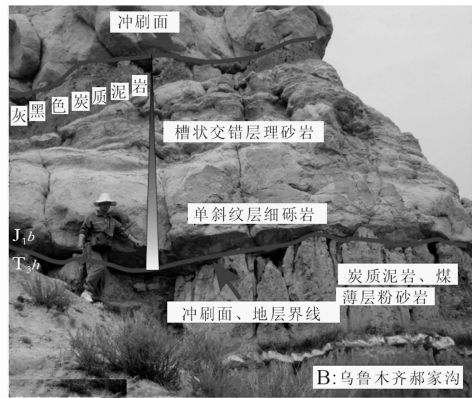 冲刷面
灰黑色炭质泥岩
槽状交错层理砂岩
单斜纹层细砾岩
J₁b
T₃h
炭质泥岩、煤
薄层粉砂岩
冲刷面、地层界线
B:乌鲁木齐郝家沟